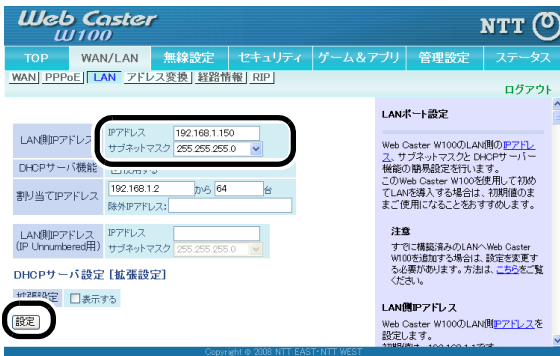 Web Caster
W100
NTT
TOP WAN/LAN 無線設定 セキュリティ ゲーム&アプリ 管理設定 ステータス
WAN| PPPoE| LAN アドレス変換| 経路情報| RIP|
ログアウト
LAN側IPアドレス
IPアドレス 192.168.1.150
サブネットマスク 255.255.255.0
DHCPサーバ機能
割り当てIPアドレス 192.168.1.2 から 64 台
除外IPアドレス:
LAN側IPアドレス
(IP Unnumbered用)
IPアドレス
サブネットマスク 255.255.255.0
DHCPサーバ設定 [拡張設定]
拡張設定 表示する
設定
LANポート設定
Web Caster W100のLAN側のIPアドレ
ス、サブネットマスクと DHCPサーバー
機能の簡易設定を行います。
このWeb Caster W100を使用して初め
てLANを導入する場合は、初期値のま
まご使用になることをおすすめします。
注意
すでに構築済みのLANへWeb Caster
W100を追加する場合は、設定を変更す
る必要があります。方法は、こちらをご覧
ください。
LAN側IPアドレス
Web Caster W100のLAN側IPアドレスを
設定します。
Copyright © 2008 NTT EAST・NTT WEST